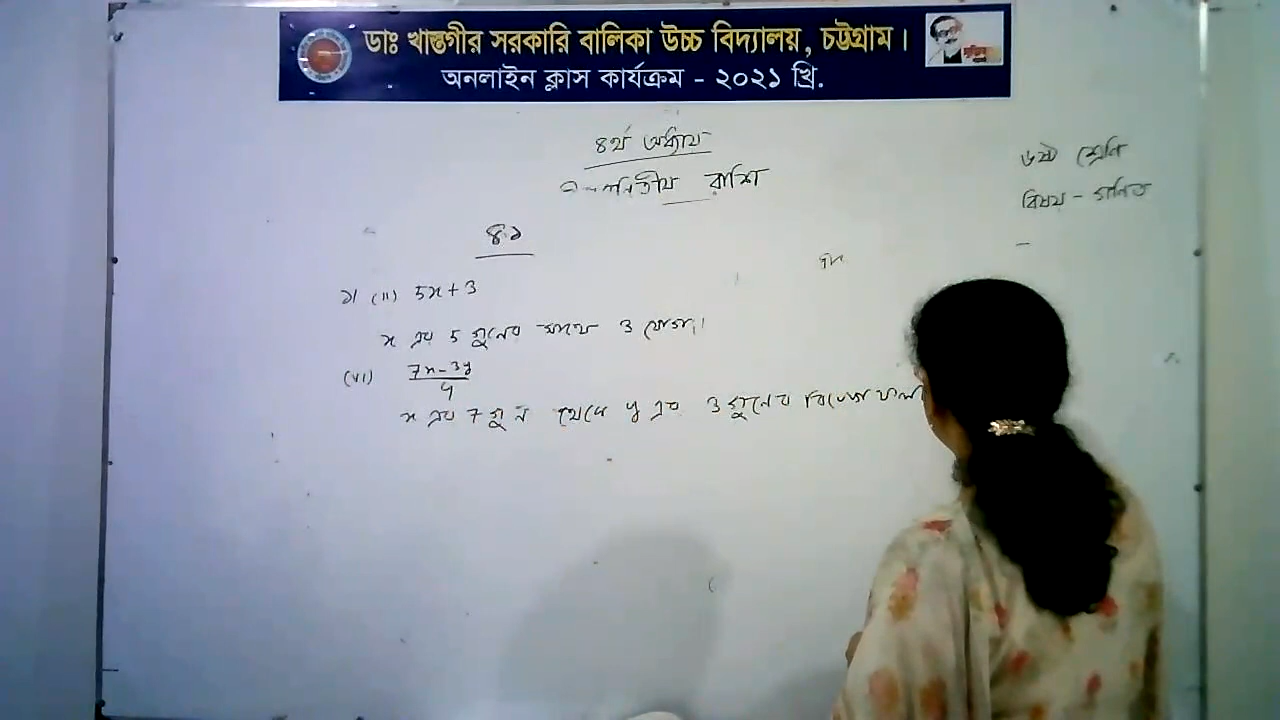 ডাঃ খাস্তগীর সরকারি বালিকা উচ্চ বিদ্যালয়, চট্টগ্রাম।
অনলাইন ক্লাস কার্যক্রম - ২০২১ খ্রি.
৪র্থ অধ্যায়
রাশি
৬ষ্ঠ শ্রেণি
বিষয় - গণিত
৪.১
১। (ii) 5x + 3
x এর 5 গুনের সাথে 3 যোগ।
(vi) 7x - 3y / 4
x এর 7 গুন থেকে y এর 3 গুনের বিয়োগফল